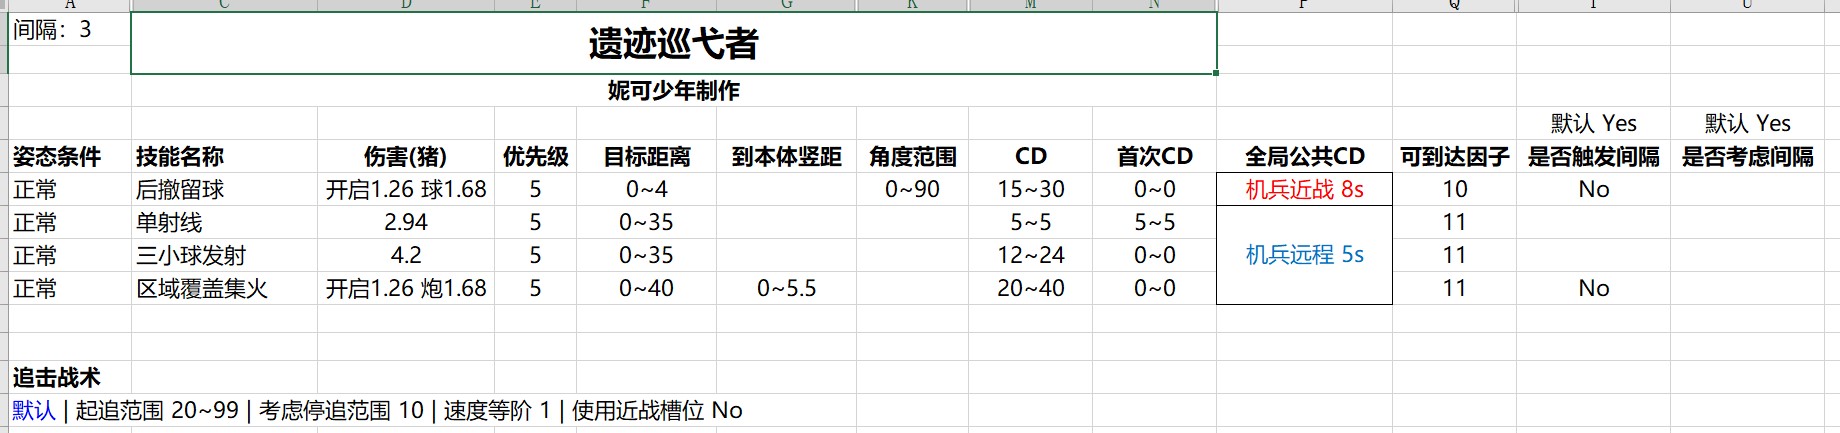 A C D E F G K M N P Q T U
间隔：3
遗迹巡弋者
妮可少年制作
默认 Yes 默认 Yes
姿态条件 技能名称 伤害(猪) 优先级 目标距离 到本体竖距 角度范围 CD 首次CD 全局公共CD 可到达因子 是否触发间隔 是否考虑间隔
正常 后撤留球 开启1.26 球1.68 5 0~4 0~90 15~30 0~0 机兵近战 8s 10 No
正常 单射线 2.94 5 0~35 5~5 5~5 11
正常 三小球发射 4.2 5 0~35 12~24 0~0 机兵远程 5s 11
正常 区域覆盖集火 开启1.26 炮1.68 5 0~40 0~5.5 20~40 0~0 11 No
追击战术
默认 | 起追范围 20~99 | 考虑停追范围 10 | 速度等阶 1 | 使用近战槽位 No